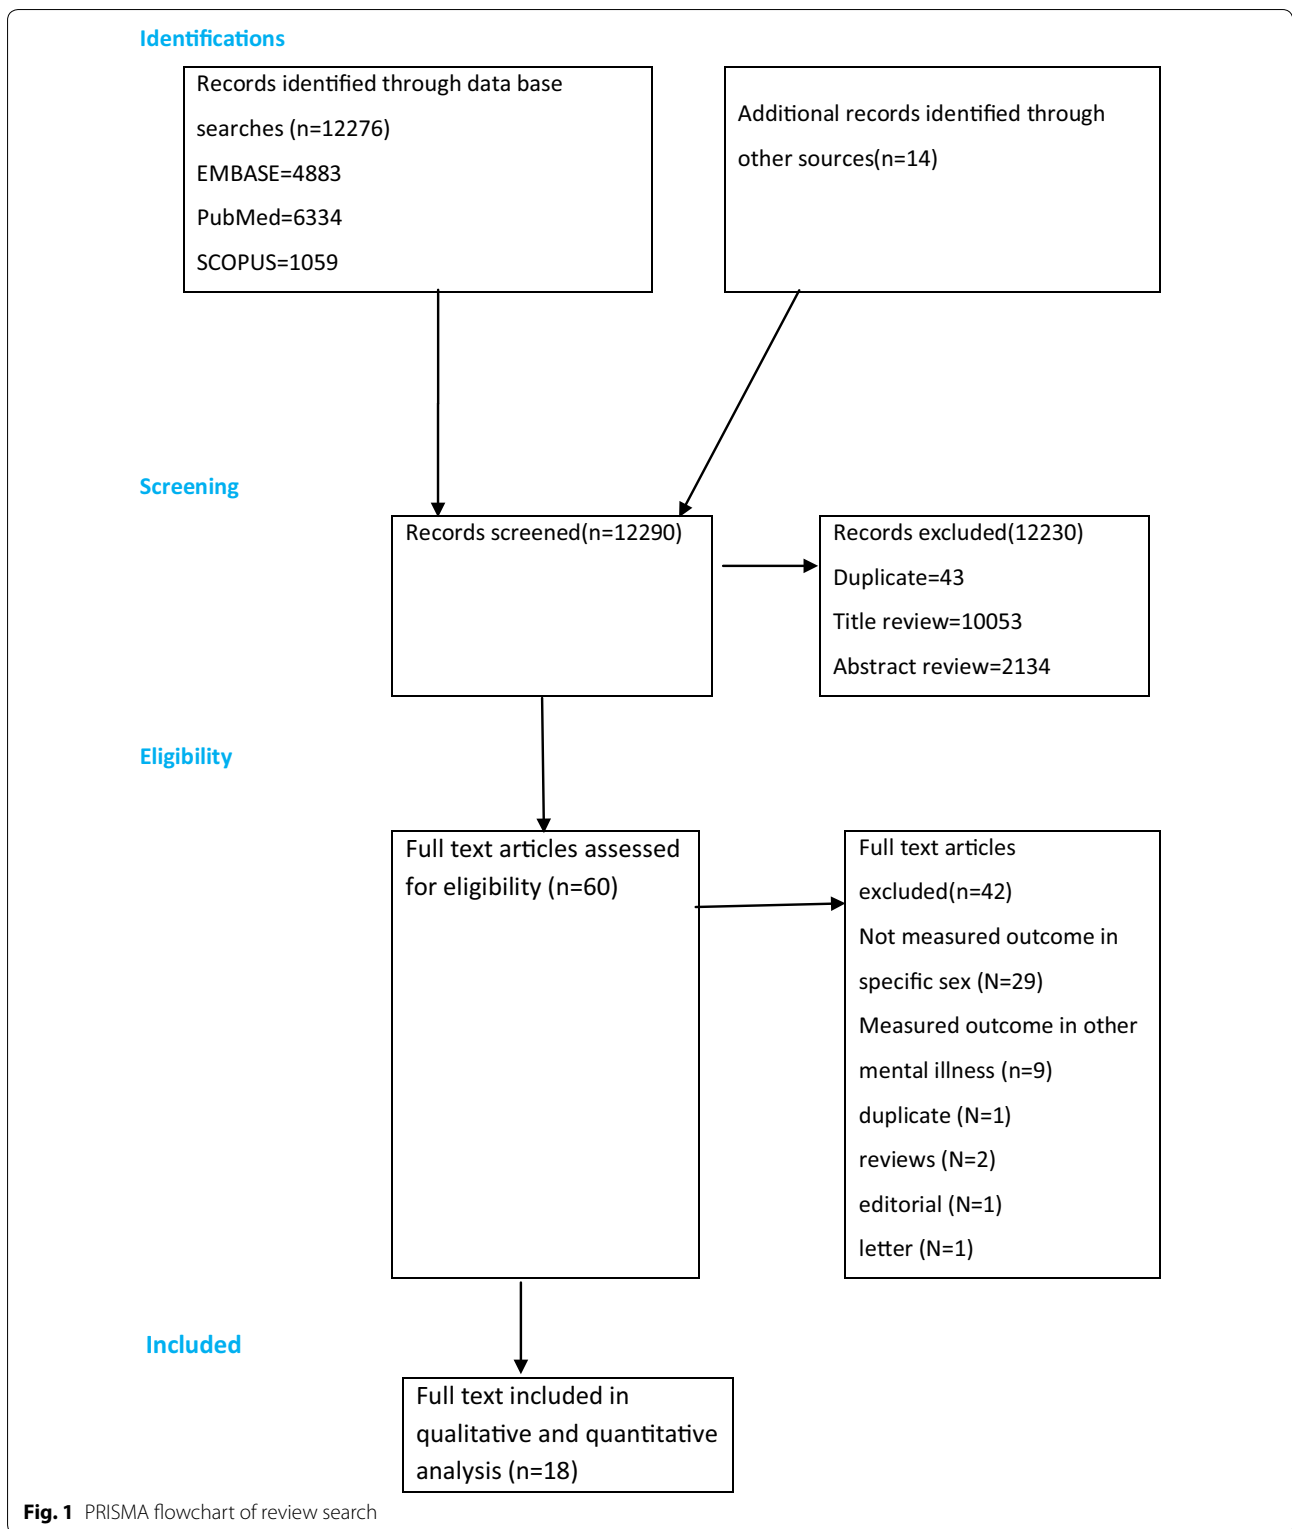 Identifications
Records identified through data base
searches (n=12276)
EMBASE=4883
PubMed=6334
SCOPUS=1059
Additional records identified through
other sources(n=14)
Screening
Records screened(n=12290)
Records excluded(12230)
Duplicate=43
Title review=10053
Abstract review=2134
Eligibility
Full text articles assessed
for eligibility (n=60)
Full text articles
excluded(n=42)
Not measured outcome in
specific sex (N=29)
Measured outcome in other
mental illness (n=9)
duplicate (N=1)
reviews (N=2)
editorial (N=1)
letter (N=1)
Included
Full text included in
qualitative and quantitative
analysis (n=18)
Fig. 1 PRISMA flowchart of review search